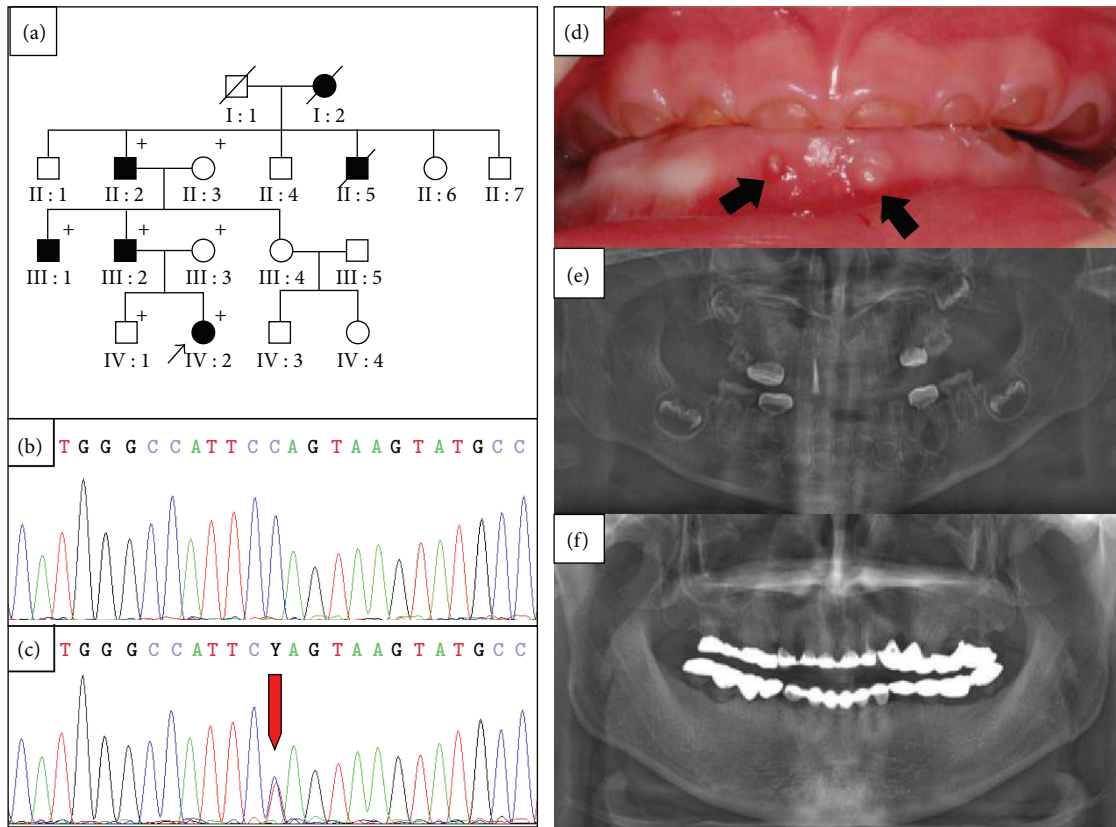 (a)
I : 1 I : 2
+ +
II : 1 II : 2 II : 3 II : 4 II : 5 II : 6 II : 7
+ + +
III : 1 III : 2 III : 3 III : 4 III : 5
+ +
IV : 1 IV : 2 IV : 3 IV : 4
(b) T G G G C C A T T C C A G T A A G T A T G C C
(c) T G G G C C A T T C Y A G T A A G T A T G C C
(d)
(e)
(f)